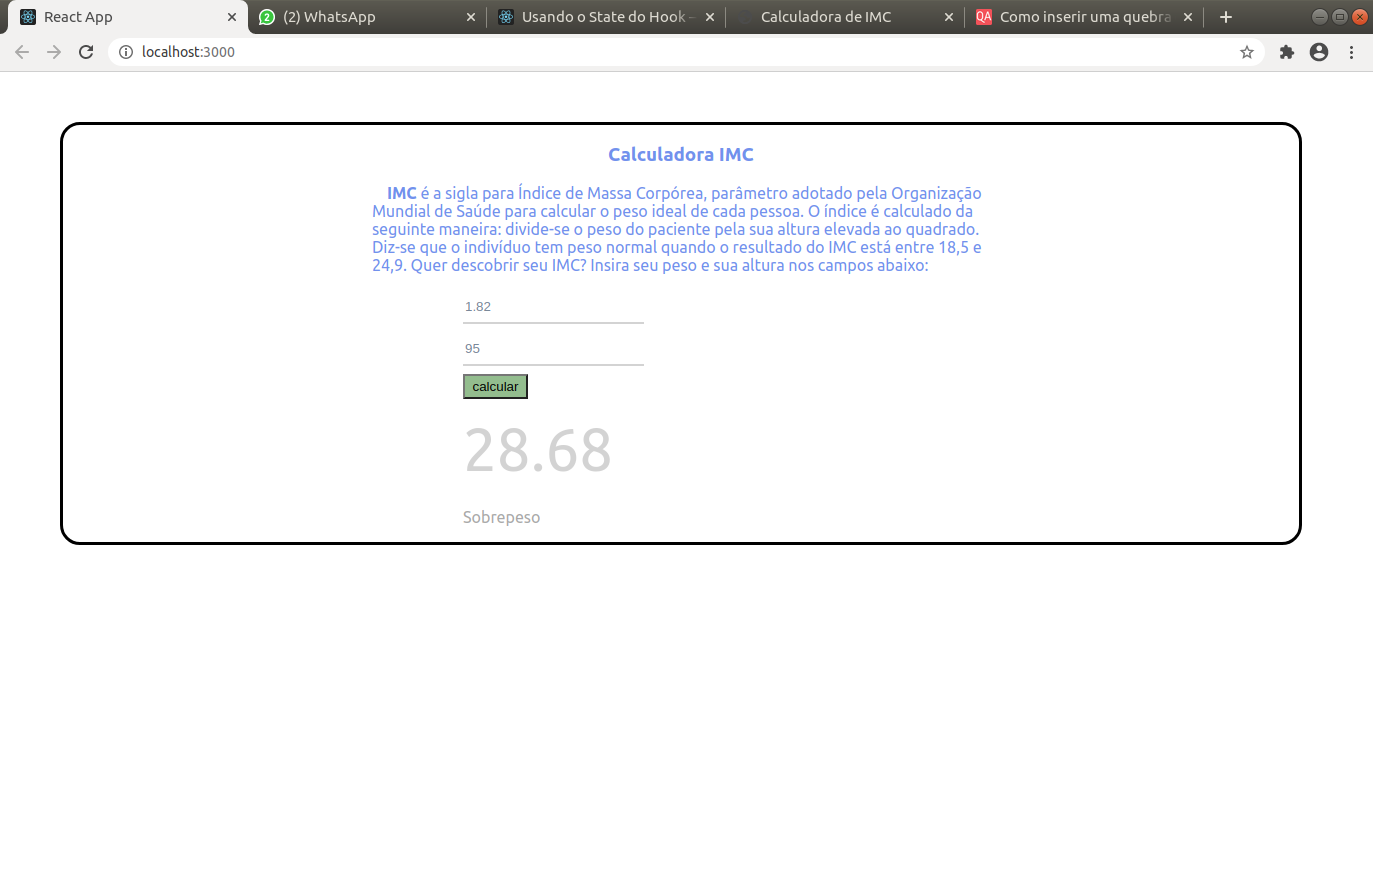 React App
(2) WhatsApp
Usando o State do Hook –
Calculadora de IMC
QA Como inserir uma quebra
localhost:3000
Calculadora IMC
IMC é a sigla para Índice de Massa Corpórea, parâmetro adotado pela Organização
Mundial de Saúde para calcular o peso ideal de cada pessoa. O índice é calculado da
seguinte maneira: divide-se o peso do paciente pela sua altura elevada ao quadrado.
Diz-se que o indivíduo tem peso normal quando o resultado do IMC está entre 18,5 e
24,9. Quer descobrir seu IMC? Insira seu peso e sua altura nos campos abaixo:
1.82
95
calcular
28.68
Sobrepeso